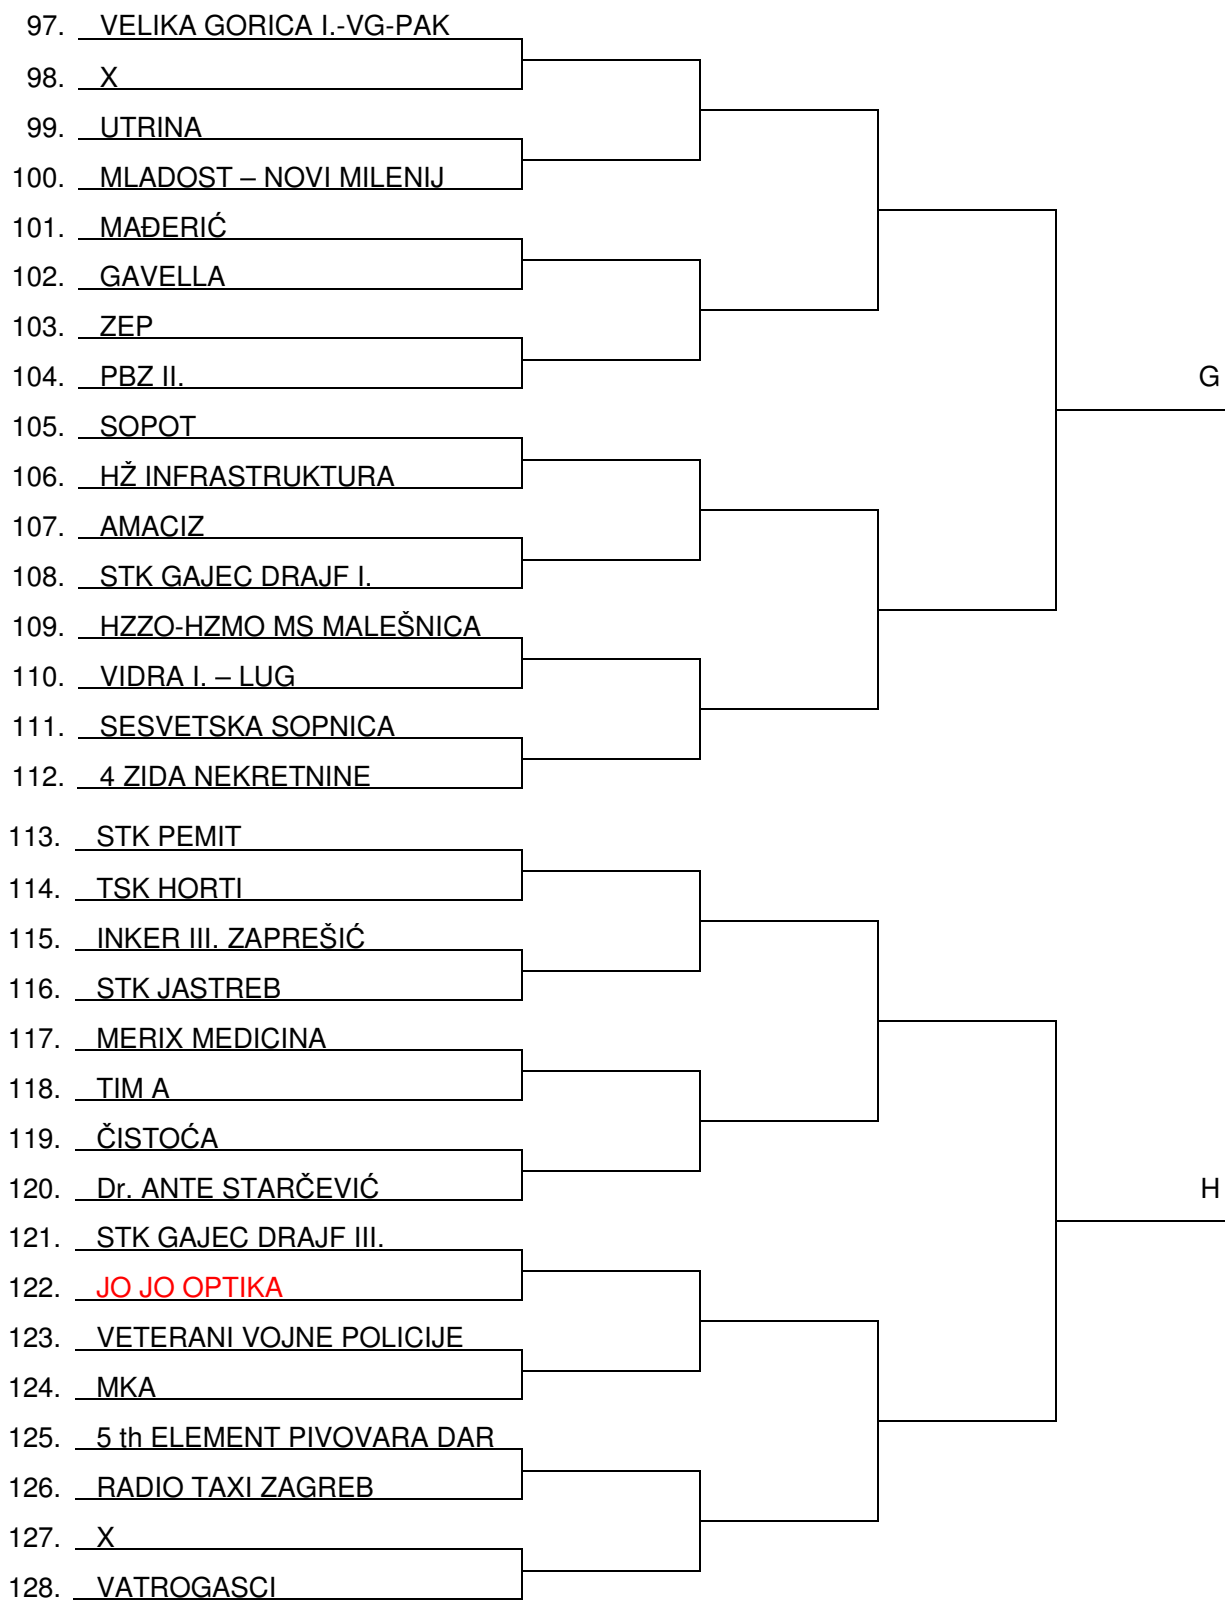 97. VELIKA GORICA I.-VG-PAK
98. X
99. UTRINA
100. MLADOST – NOVI MILENIJ
101. MAĐERIĆ
102. GAVELLA
103. ZEP
104. PBZ II.
G
105. SOPOT
106. HŽ INFRASTRUKTURA
107. AMACIZ
108. STK GAJEC DRAJF I.
109. HZZO-HZMO MS MALEŠNICA
110. VIDRA I. – LUG
111. SESVETSKA SOPNICA
112. 4 ZIDA NEKRETNINE
113. STK PEMIT
114. TSK HORTI
115. INKER III. ZAPREŠIĆ
116. STK JASTREB
117. MERIX MEDICINA
118. TIM A
119. ČISTOĆA
120. Dr. ANTE STARČEVIĆ
H
121. STK GAJEC DRAJF III.
122. JO JO OPTIKA
123. VETERANI VOJNE POLICIJE
124. MKA
125. 5 th ELEMENT PIVOVARA DAR
126. RADIO TAXI ZAGREB
127. X
128. VATROGASCI